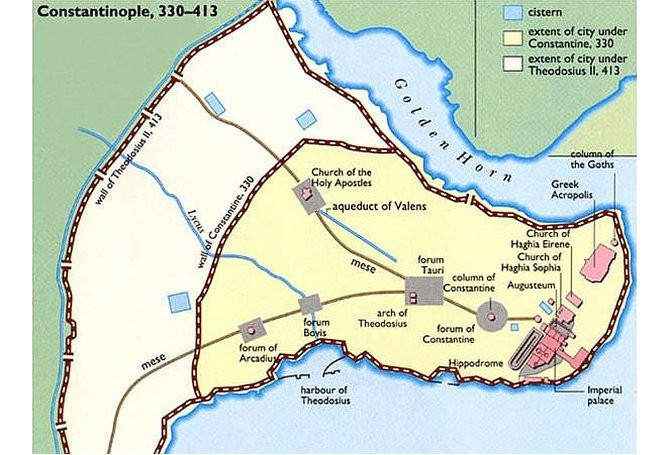 Constantinople, 330–413
cistern
extent of city under
Constantine, 330
extent of city under
Theodosius II, 413
Golden Horn
wall of Theodosius II, 413
column of
the Goths
Greek
Acropolis
Church of the
Holy Apostles
aqueduct of Valens
Lycus
wall of Constantine, 330
Church of
Haghia Eirene
Church of
Haghia Sophia
Augusteum
forum
Tauri
mese
column of
Constantine
arch of
Theodosius
forum of
Constantine
forum
Bovis
forum of
Arcadius
mese
Hippodrome
harbour of
Theodosius
Imperial
palace